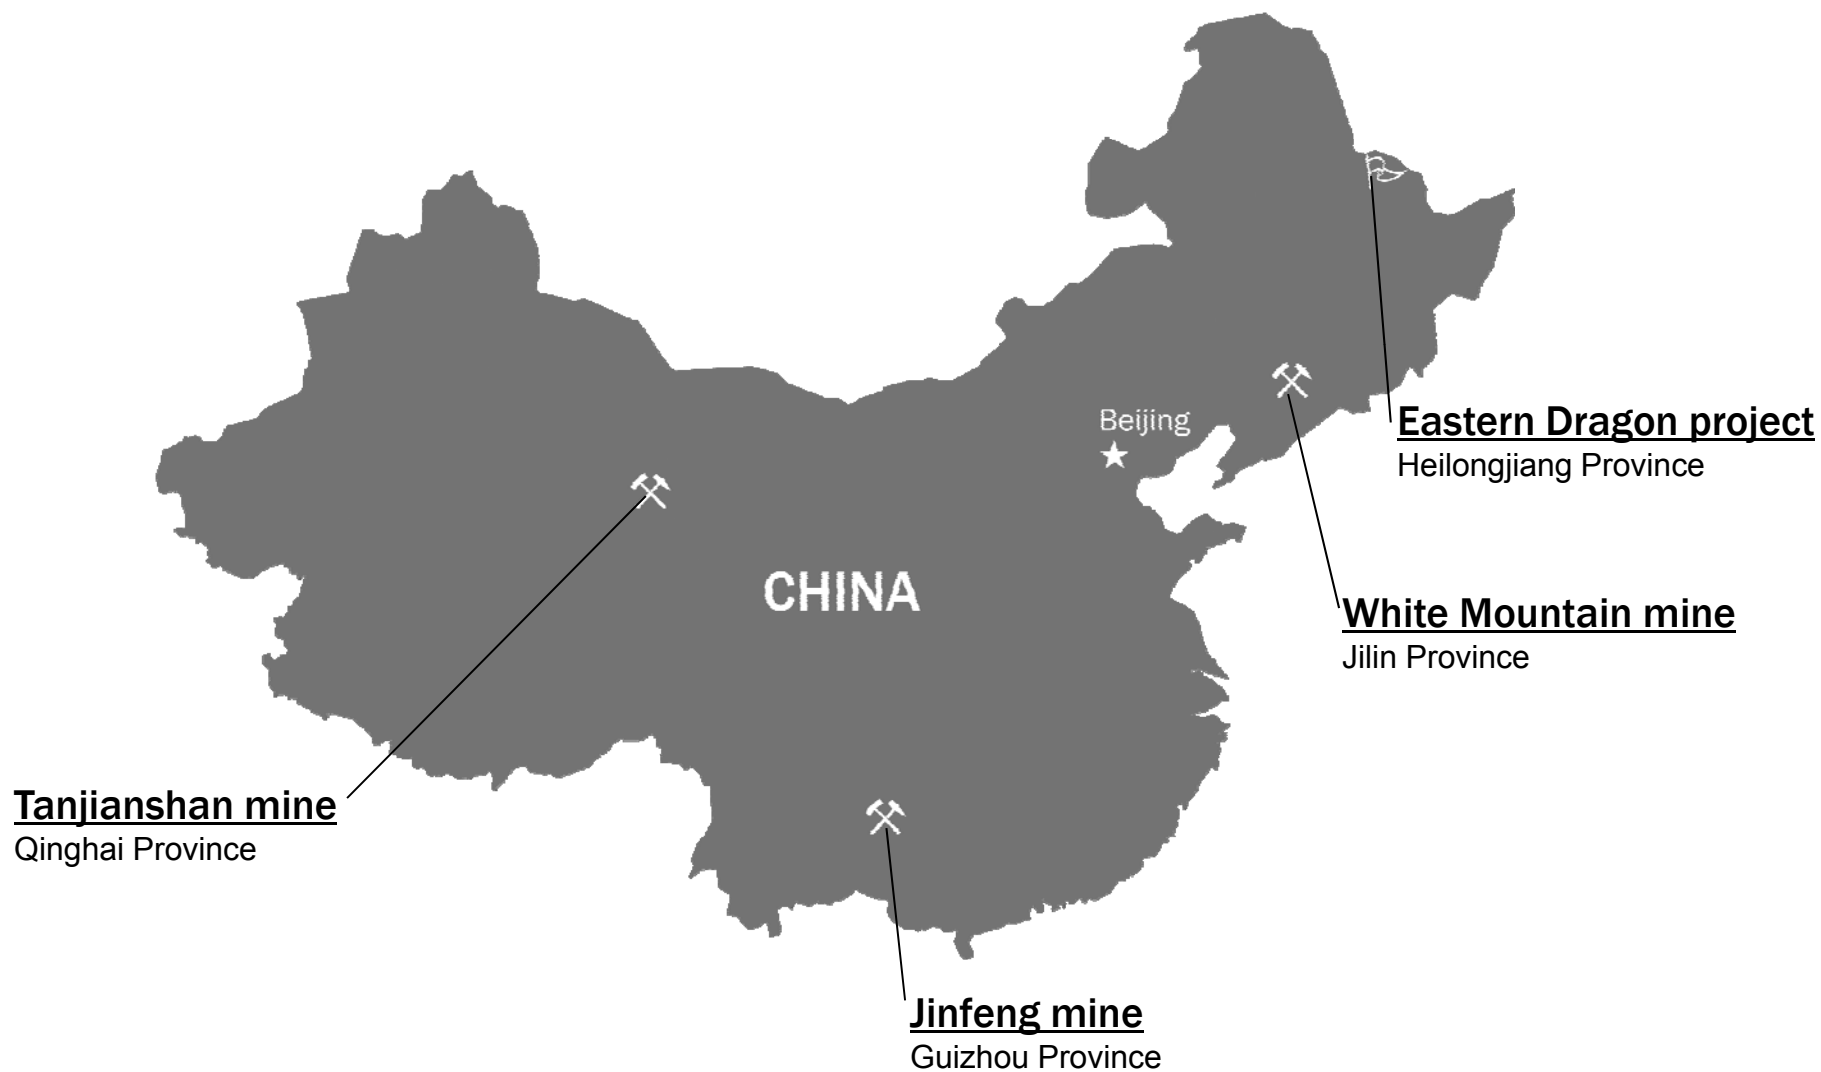 Beijing
Eastern Dragon project
Heilongjiang Province
CHINA
White Mountain mine
Jilin Province
Tanjianshan mine
Qinghai Province
Jinfeng mine
Guizhou Province